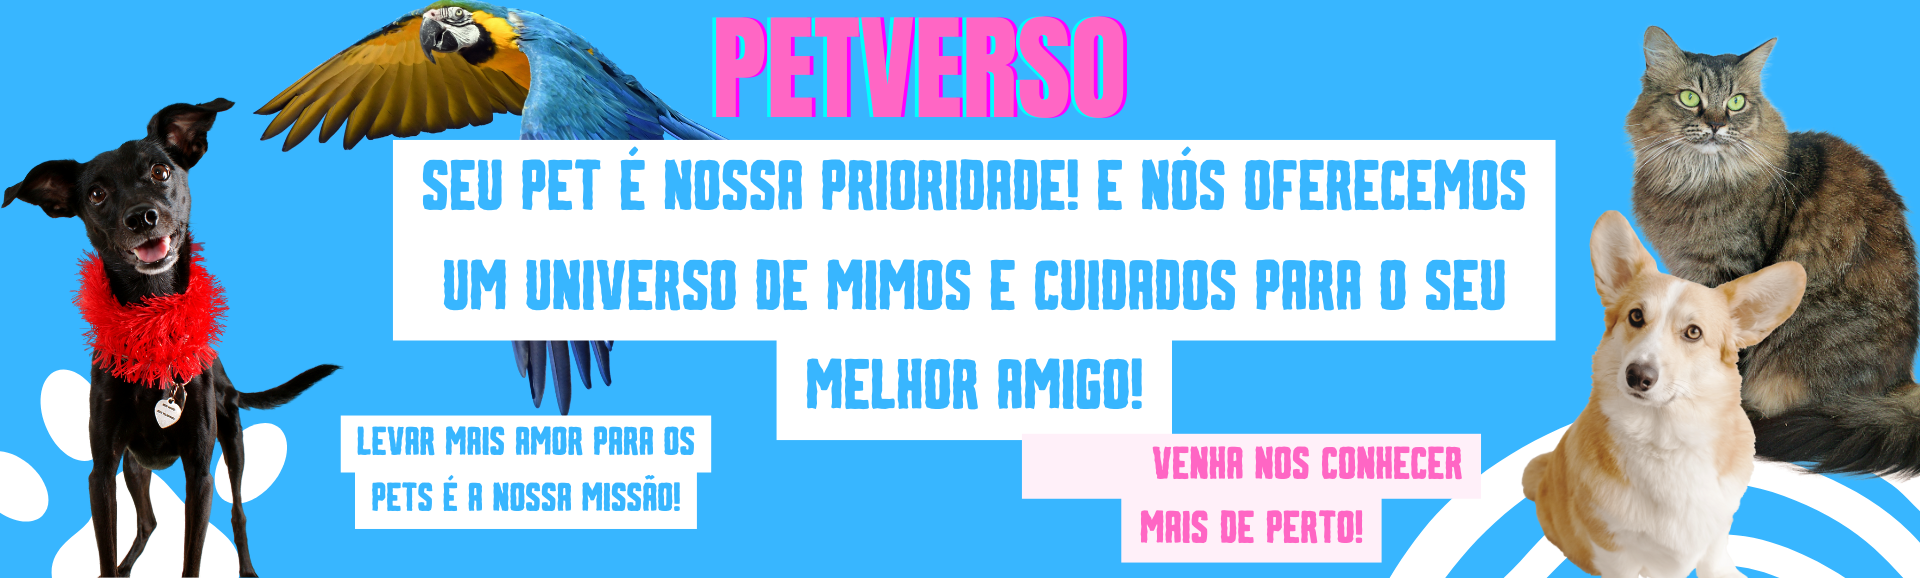 PETVERSO
SEU PET É NOSSA PRIORIDADE! E NÓS OFERECEMOS
UM UNIVERSO DE MIMOS E CUIDADOS PARA O SEU
MELHOR AMIGO!
LEVAR MAIS AMOR PARA OS
PETS É A NOSSA MISSÃO!
VENHA NOS CONHECER
MAIS DE PERTO!